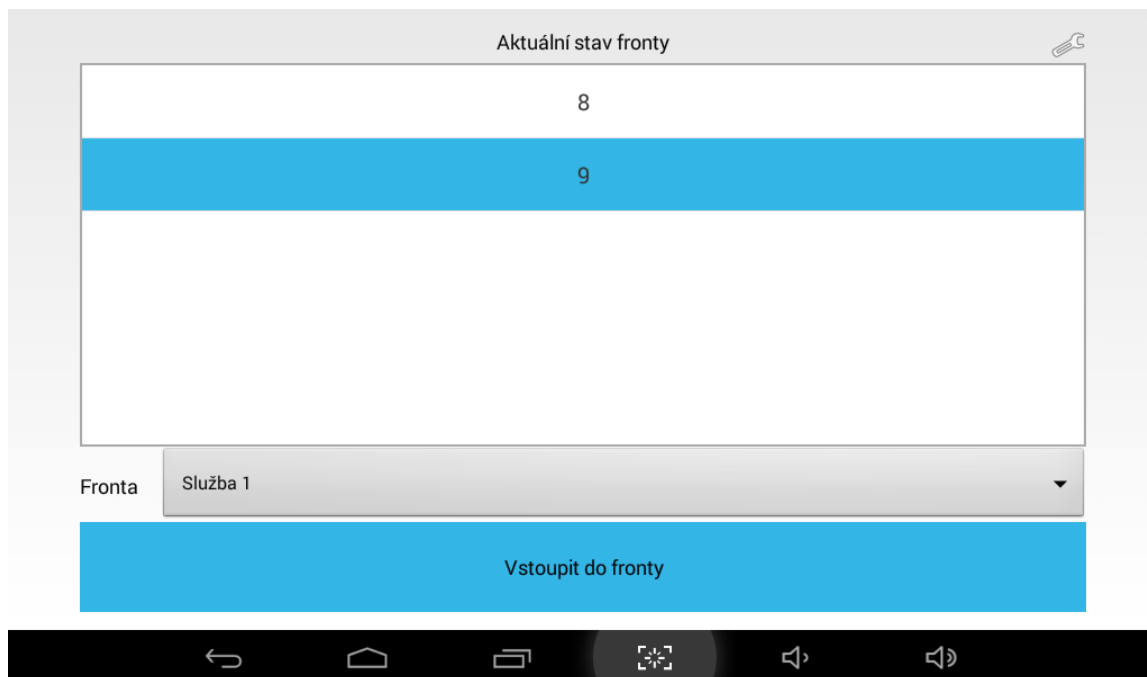 Aktuální stav fronty
8
9
Fronta
Služba 1
Vstoupit do fronty